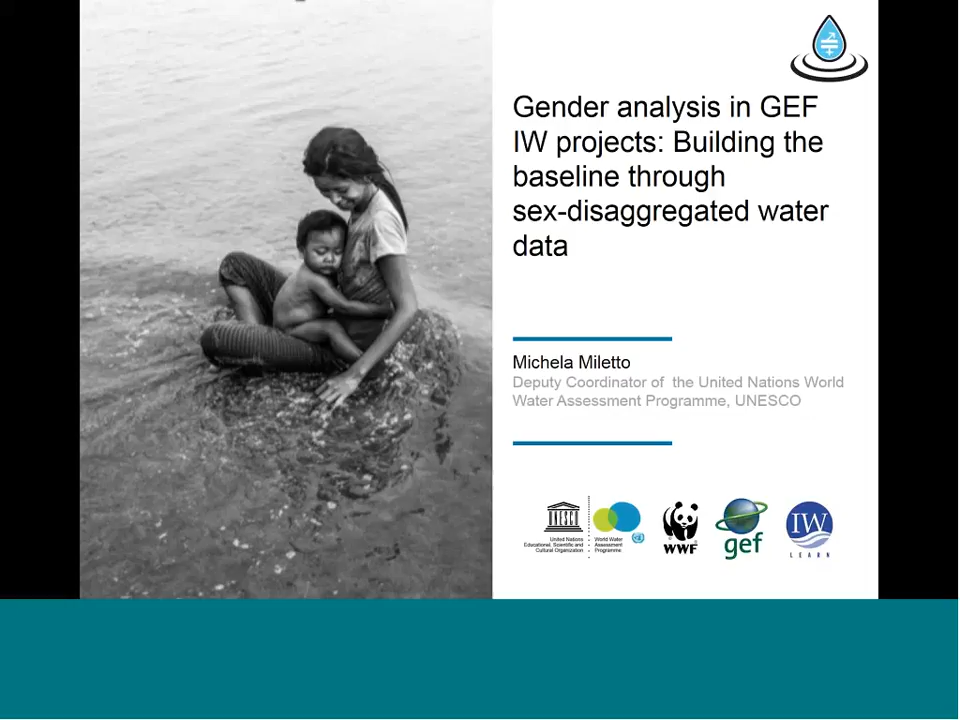 Gender analysis in GEF
IW projects: Building the
baseline through
sex-disaggregated water
data
Michela Miletto
Deputy Coordinator of the United Nations World
Water Assessment Programme, UNESCO
UNESCO
United Nations
Educational, Scientific and
Cultural Organization
World Water
Assessment
Programme
WWF
gef
IW
LEARN